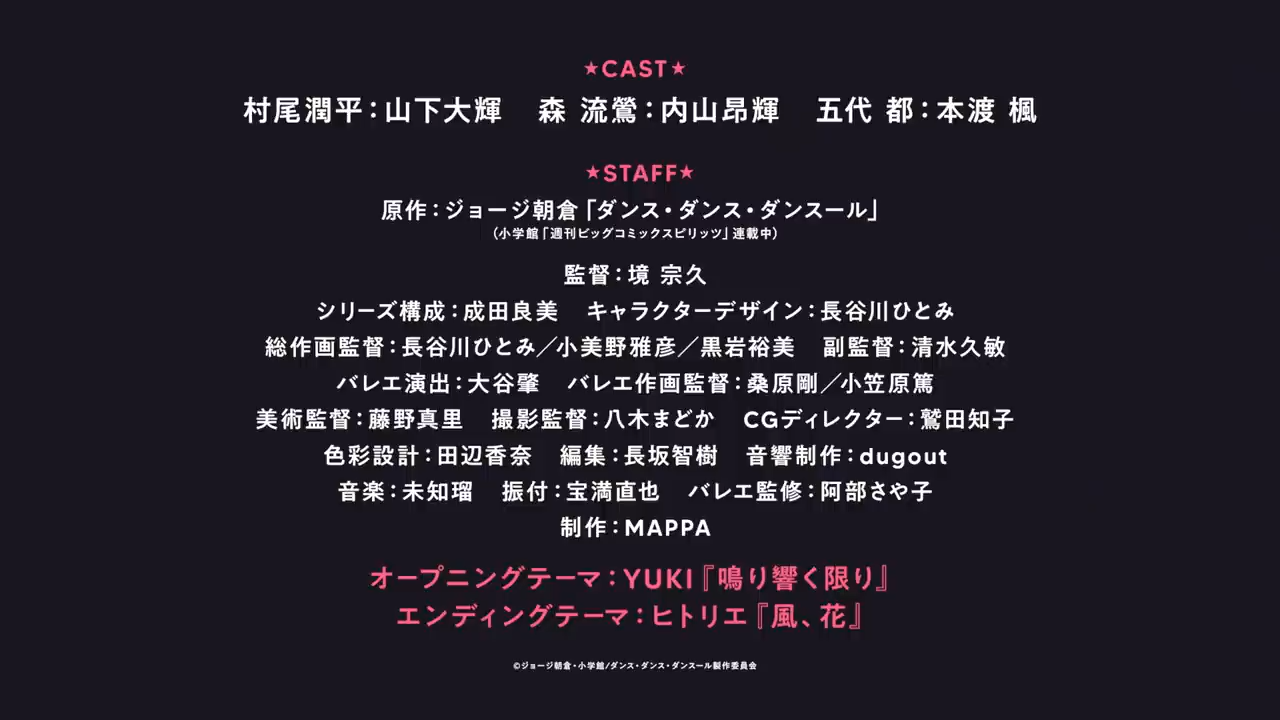 ★CAST★
村尾潤平：山下大輝　森 流鶯：内山昂輝　五代 都：本渡 楓
★STAFF★
原作：ジョージ朝倉「ダンス・ダンス・ダンスール」
（小学館「週刊ビッグコミックスピリッツ」連載中）
監督：境 宗久
シリーズ構成：成田良美　キャラクターデザイン：長谷川ひとみ
総作画監督：長谷川ひとみ／小美野雅彦／黒岩裕美　副監督：清水久敏
バレエ演出：大谷肇　バレエ作画監督：桑原剛／小笠原篤
美術監督：藤野真里　撮影監督：八木まどか　CGディレクター：鷲田知子
色彩設計：田辺香奈　編集：長坂智樹　音響制作：dugout
音楽：未知瑠　振付：宝満直也　バレエ監修：阿部さや子
制作：MAPPA
オープニングテーマ：YUKI『鳴り響く限り』
エンディングテーマ：ヒトリエ『風、花』
©ジョージ朝倉・小学館/ダンス・ダンス・ダンスール製作委員会